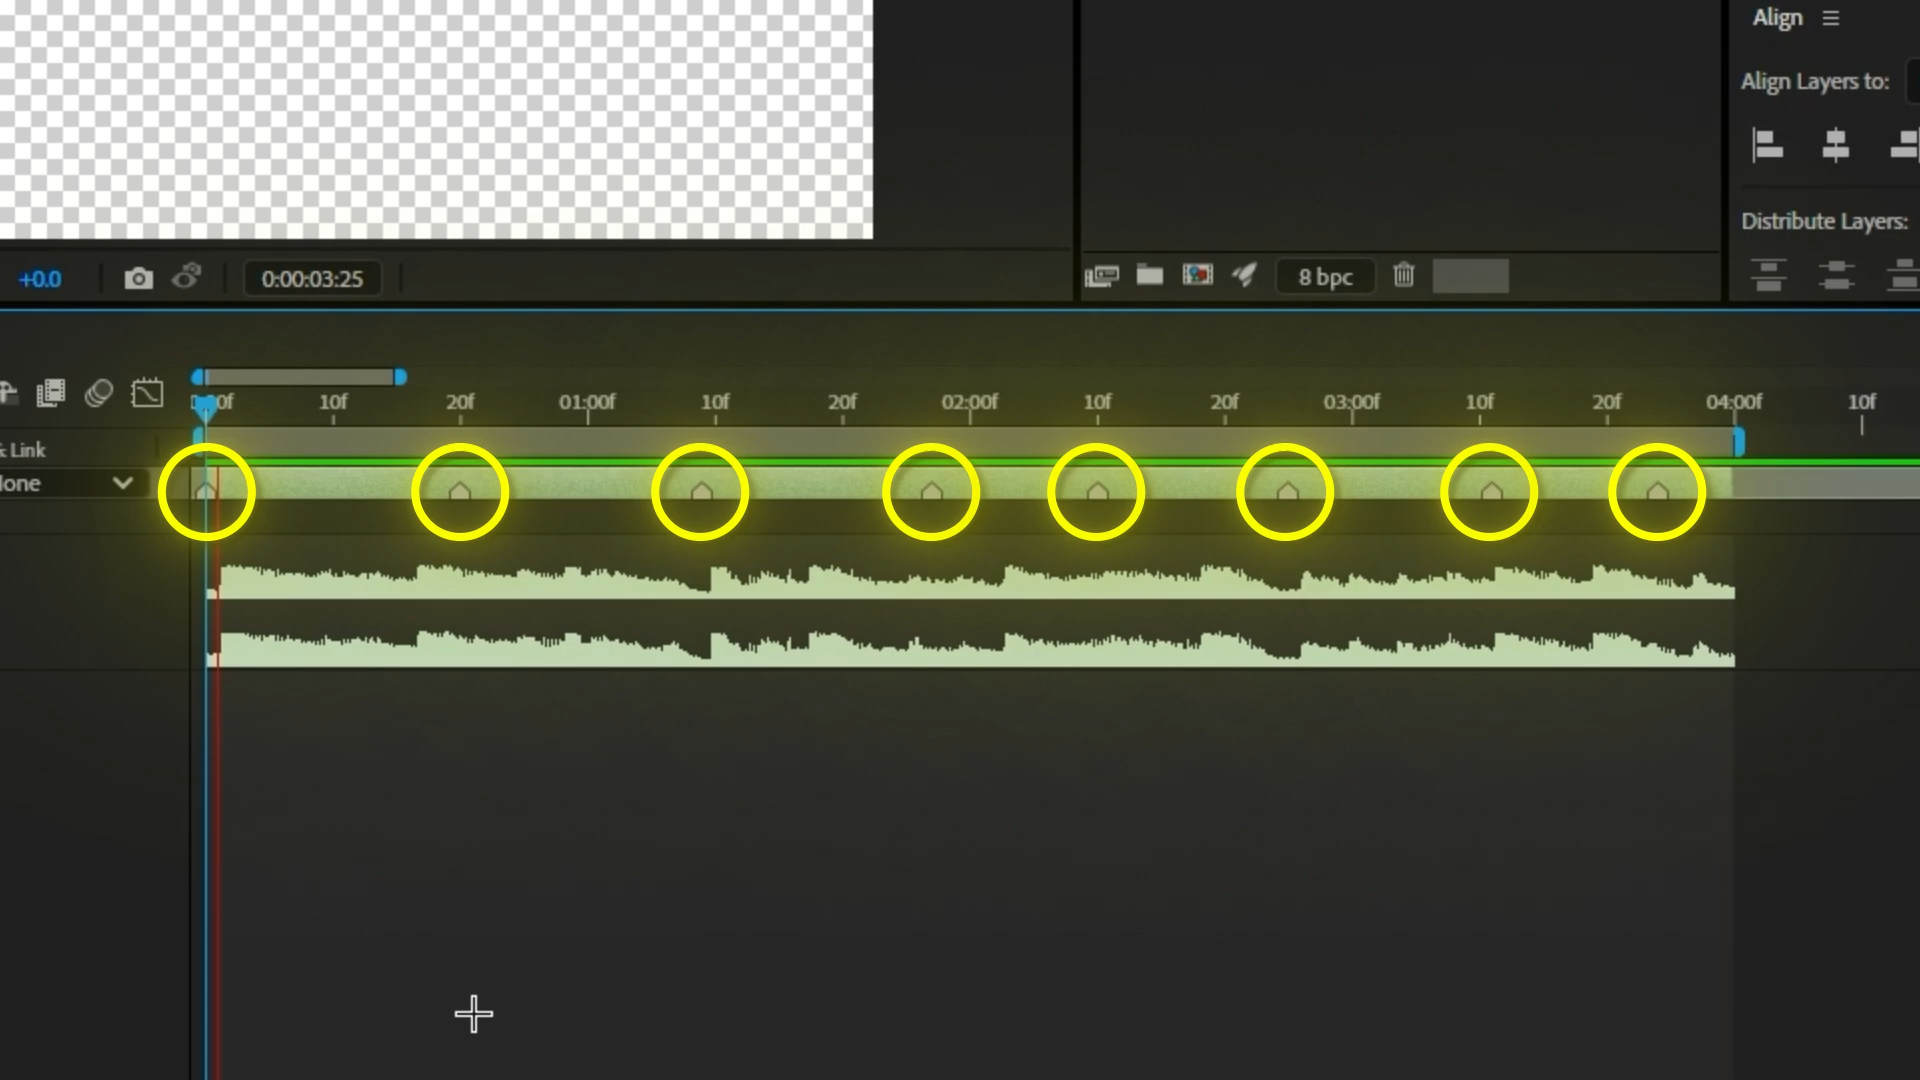 Align
Align Layers to:
Distribute Layers:
+0.0
0:00:03:25
8 bpc
10f
20f
01:00f
10f
20f
02:00f
10f
20f
03:00f
10f
20f
04:00f
10f
& Link